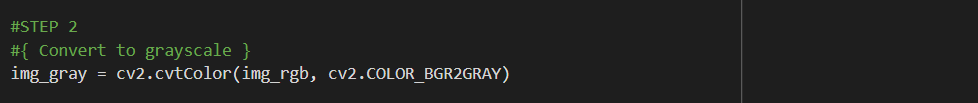 #STEP 2
#{ Convert to grayscale }
img_gray = cv2.cvtColor(img_rgb, cv2.COLOR_BGR2GRAY)